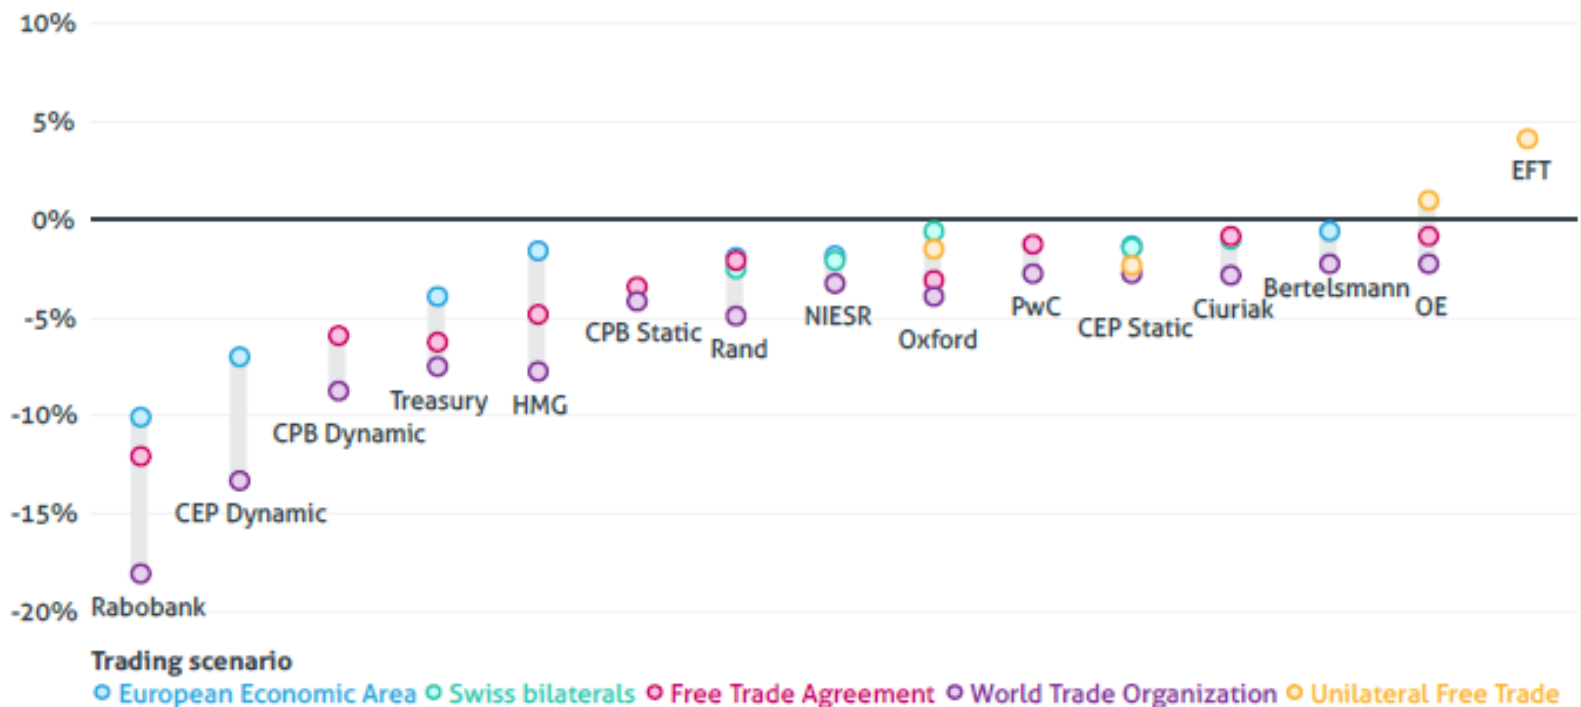 10%
5%
0%
-5%
-10%
-15%
-20%
Rabobank
CEP Dynamic
CPB Dynamic
Treasury
HMG
CPB Static
Rand
NIESR
Oxford
PwC
CEP Static
Ciuriak
Bertelsmann
OE
EFT
Trading scenario
European Economic Area Swiss bilaterals Free Trade Agreement World Trade Organization Unilateral Free Trade